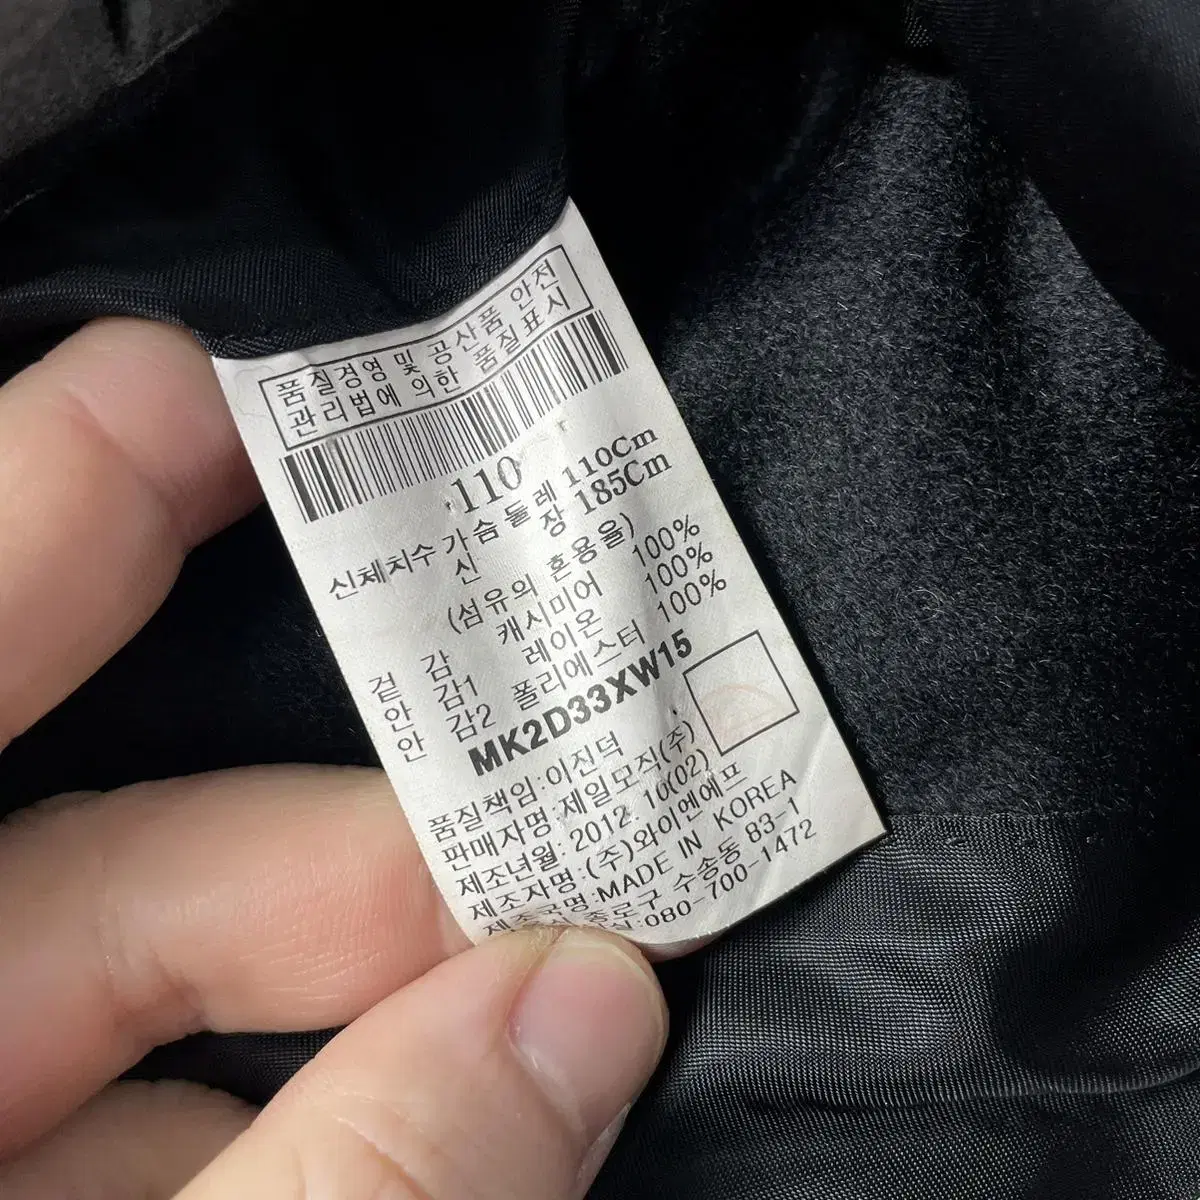 품질경영 및 공산품 안전
관리법에 의한 품질표시
110
신체치수 가슴둘레 110Cm
신 장 185Cm
(섬유의 혼용율)
겉 감 캐시미어 100%
안 감1 레이온 100%
안 감2 폴리에스터 100%
MK2D33XW15
품질책임:이진덕
판매자명:제일모직(주)
제조년월:2012.10(02)
제조자명:(주)와이엔에프
제조국명:MADE IN KOREA
종로구 수송동 83-1
:080-700-1472